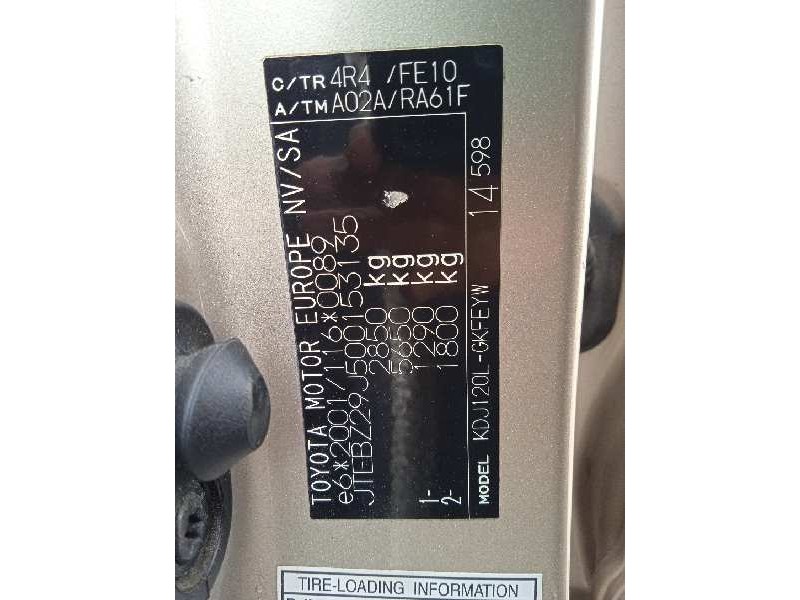 TOYOTA MOTOR EUROPE NV/SA
e6*2001/116*0089
JTEBZ29J500153135
2850 kg
5650 kg
1- 1290 kg
2- 1800 kg
MODEL KDJ120L-GKFEYW 14 598
C/TR 4R4 /FE10
A/TM A02A/RA61F
TIRE-LOADING INFORMATION